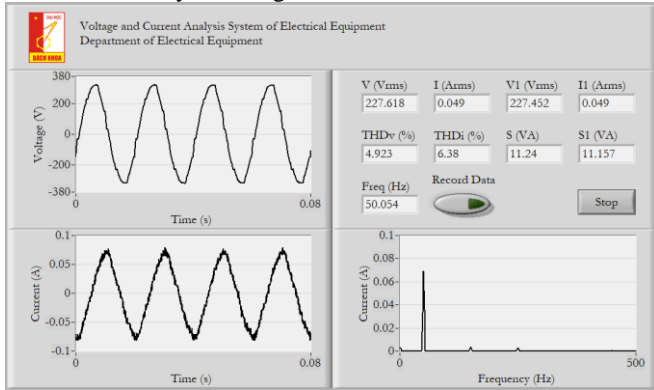 ĐẠI HỌC
BÁCH KHOA
Voltage and Current Analysis System of Electrical Equipment
Department of Electrical Equipment
380
200
0
-200
-380
Voltage (V)
0
0.08
Time (s)
V (Vrms) I (Arms) V1 (Vrms) I1 (Arms)
227.618 0.049 227.452 0.049
THDv (%) THDi (%) S (VA) S1 (VA)
4.923 6.38 11.24 11.157
Freq (Hz) Record Data
50.054 Stop
0.1
0.05
0
-0.05
-0.1
Current (A)
0
0.08
Time (s)
0.1
0.08
0.06
0.04
0.02
0
Current (A)
0
500
Frequency (Hz)